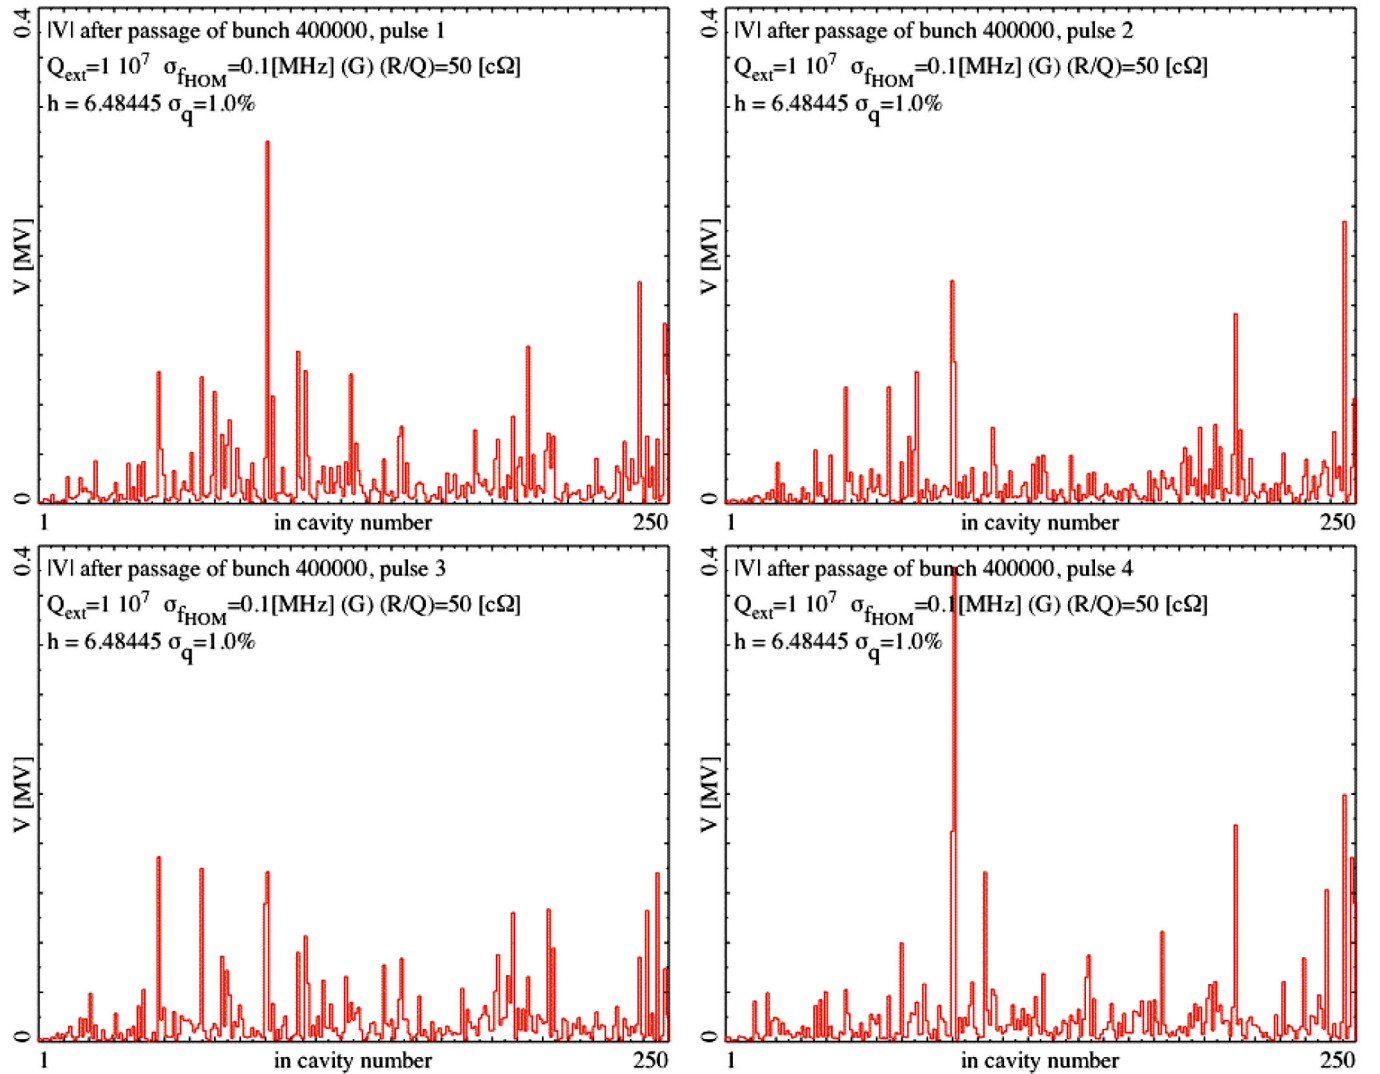 |V| after passage of bunch 400000, pulse 1
Qext=1 10^7 σfHOM=0.1[MHz] (G) (R/Q)=50 [cΩ]
h = 6.48445 σq=1.0%
0.4
V [MV]
0
1 in cavity number 250
|V| after passage of bunch 400000, pulse 2
Qext=1 10^7 σfHOM=0.1[MHz] (G) (R/Q)=50 [cΩ]
h = 6.48445 σq=1.0%
0.4
V [MV]
0
1 in cavity number 250
|V| after passage of bunch 400000, pulse 3
Qext=1 10^7 σfHOM=0.1[MHz] (G) (R/Q)=50 [cΩ]
h = 6.48445 σq=1.0%
0.4
V [MV]
0
1 in cavity number 250
|V| after passage of bunch 400000, pulse 4
Qext=1 10^7 σfHOM=0.1[MHz] (G) (R/Q)=50 [cΩ]
h = 6.48445 σq=1.0%
0.4
V [MV]
0
1 in cavity number 250